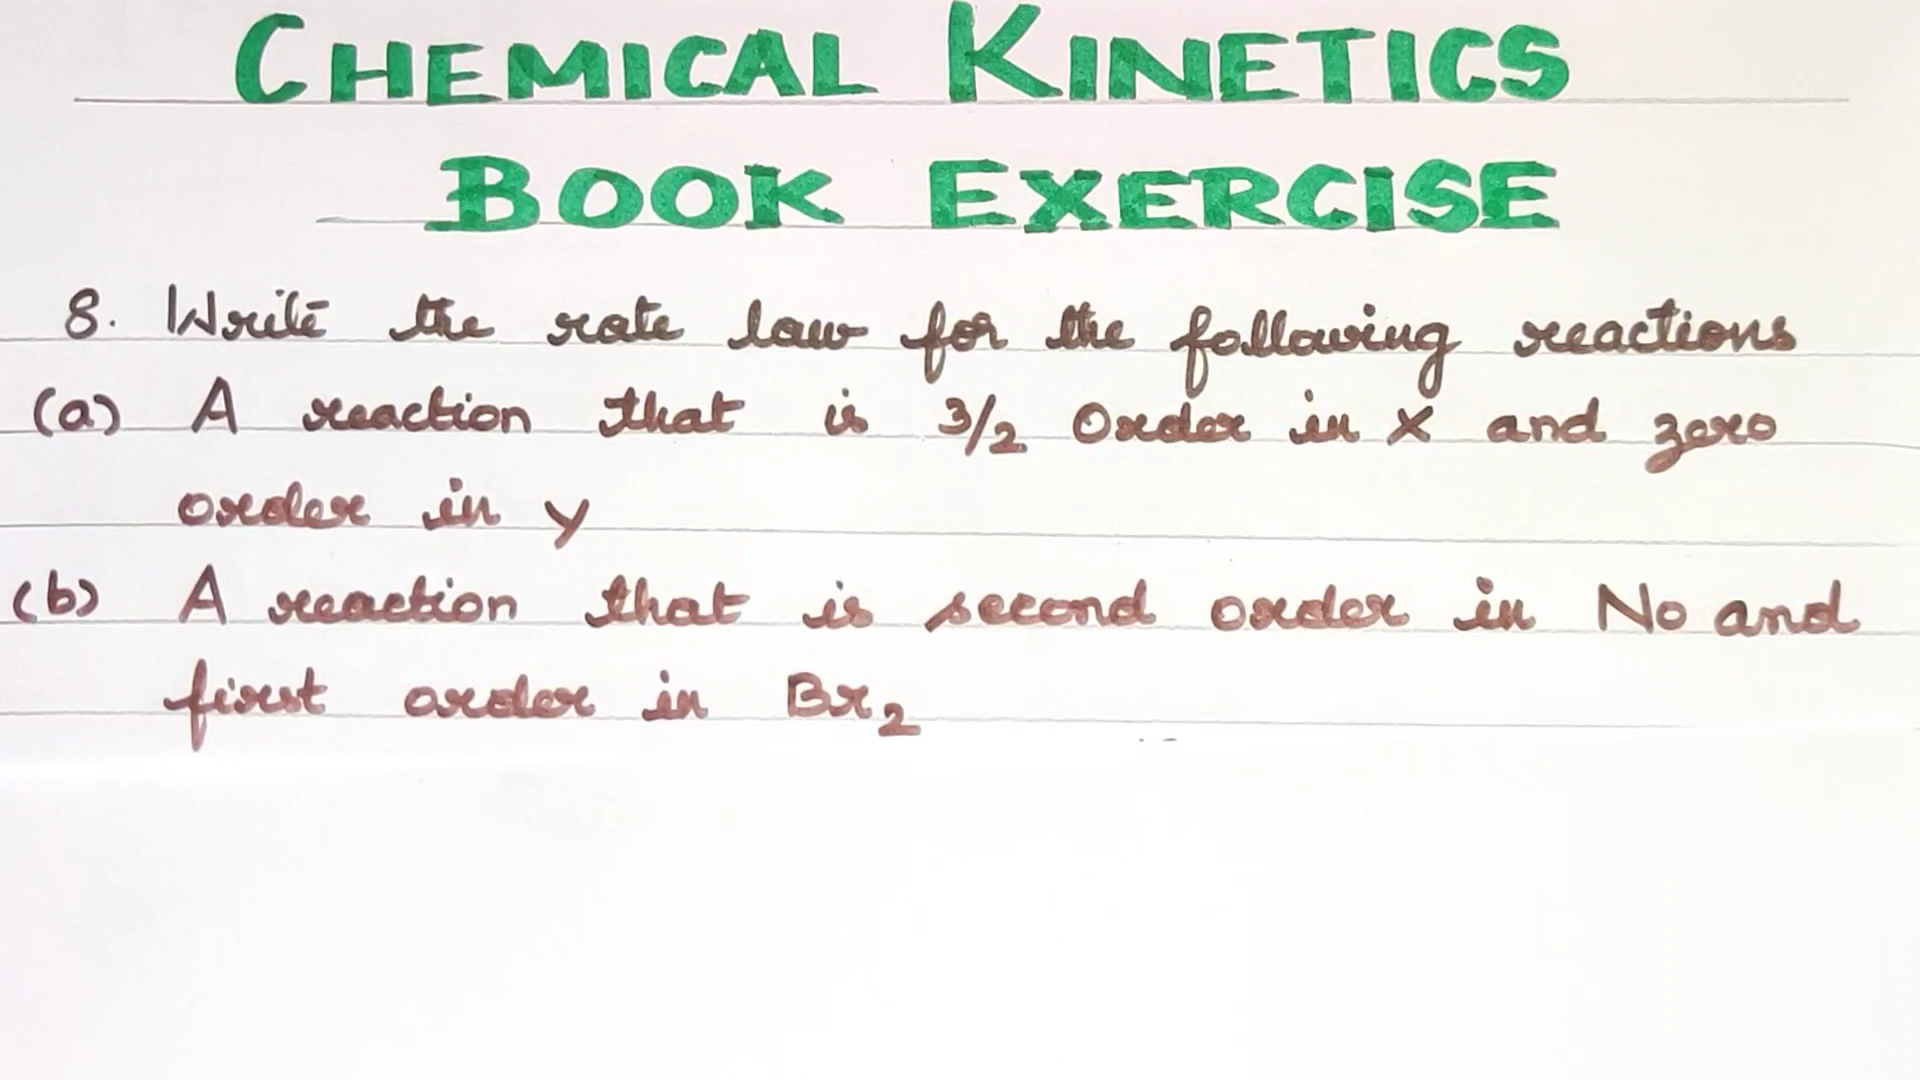 CHEMICAL KINETICS
BOOK EXERCISE
8. Write the rate law for the following reactions
(a) A reaction that is 3/2 Order in X and zero
order in y
(b) A reaction that is second order in No and
first order in Br₂